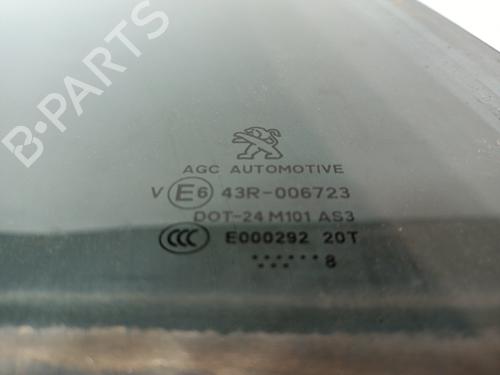 B-PARTS
AGC AUTOMOTIVE
V E6 43R-006723
DOT-24 M101 AS3
CCC E000292 20T
...... 8